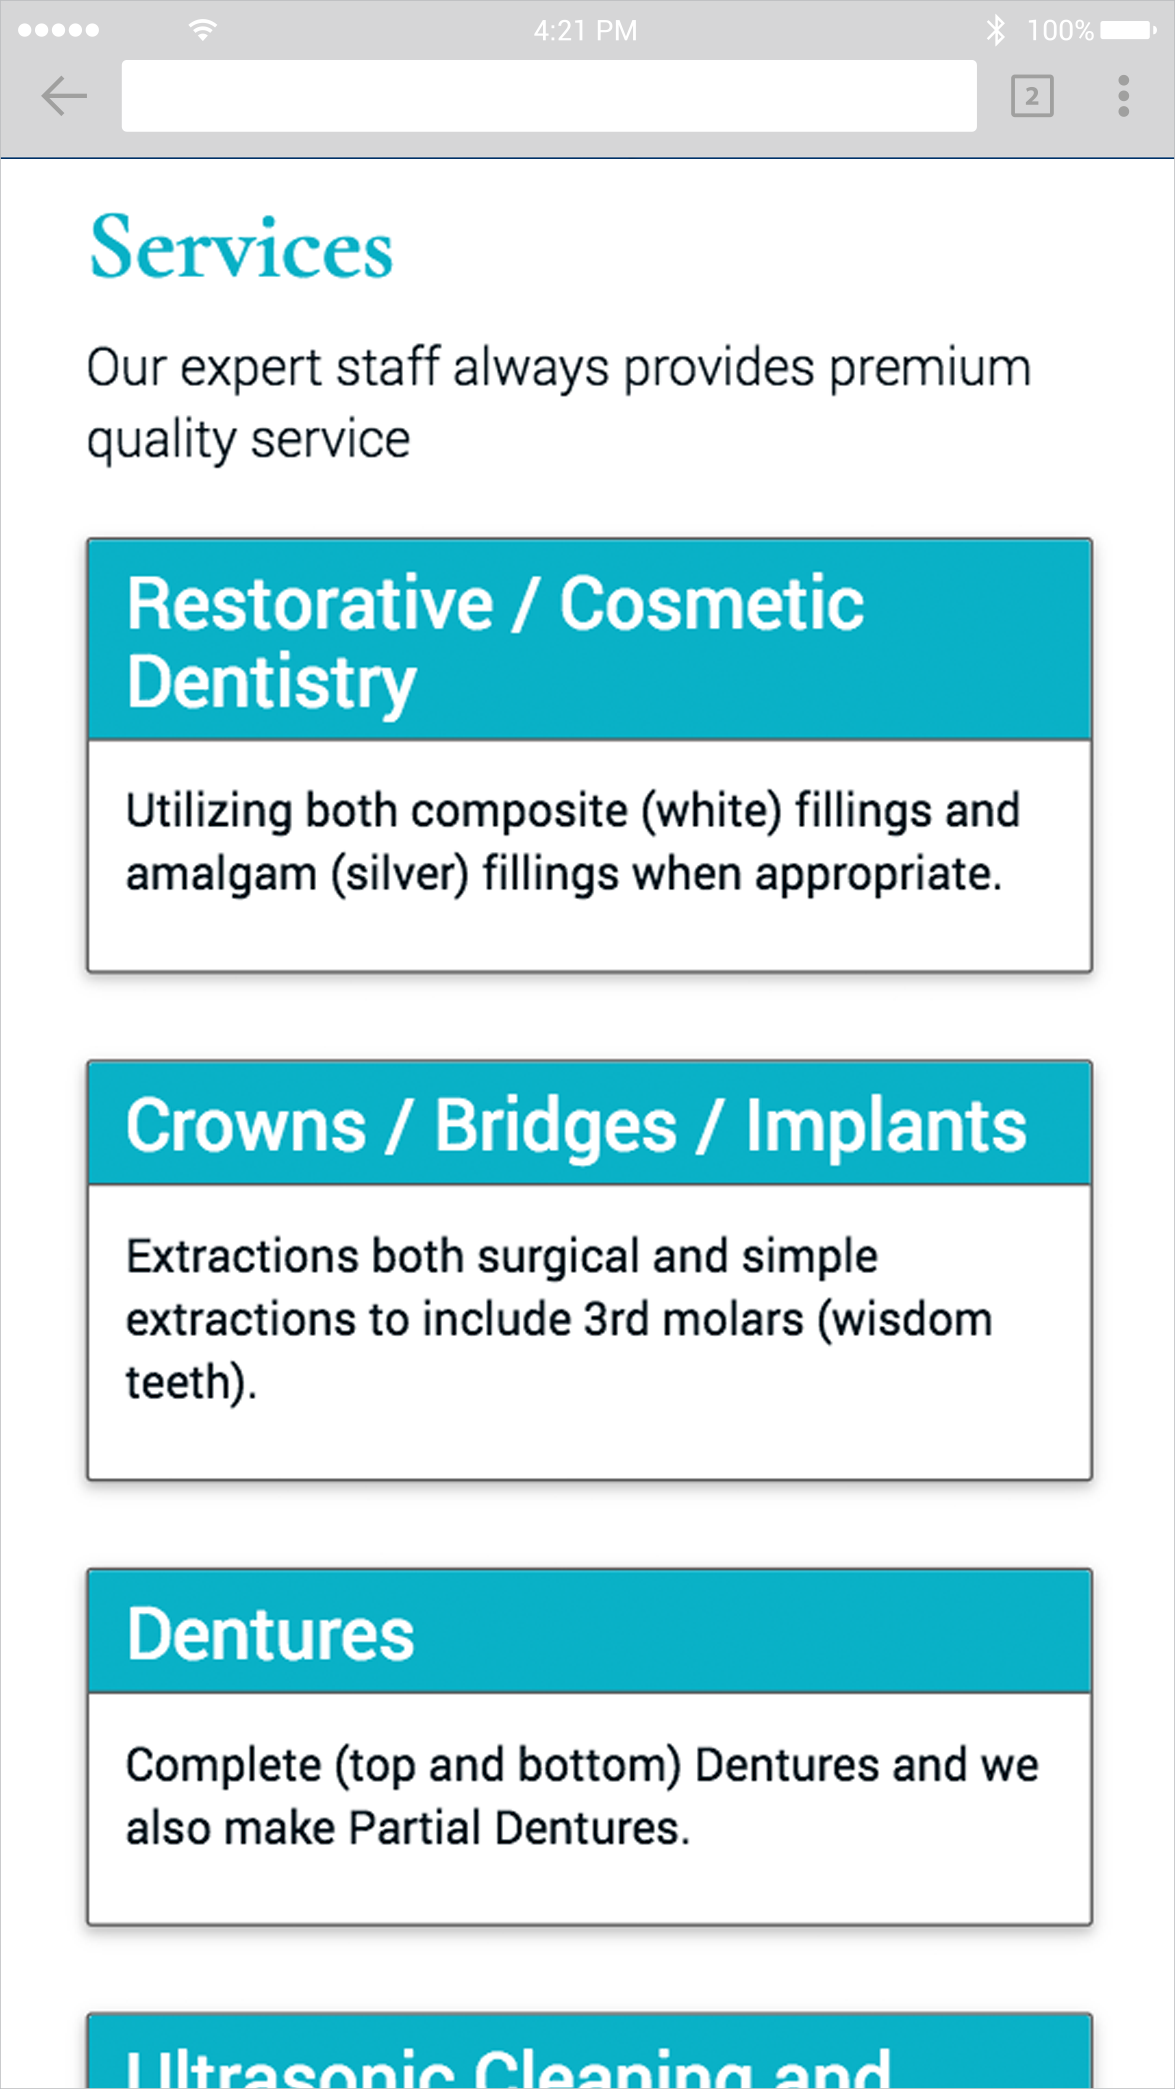 4:21 PM
100%
2
Services
Our expert staff always provides premium
quality service
Restorative / Cosmetic
Dentistry
Utilizing both composite (white) fillings and
amalgam (silver) fillings when appropriate.
Crowns / Bridges / Implants
Extractions both surgical and simple
extractions to include 3rd molars (wisdom
teeth).
Dentures
Complete (top and bottom) Dentures and we
also make Partial Dentures.
Ultrasonic Cleaning and